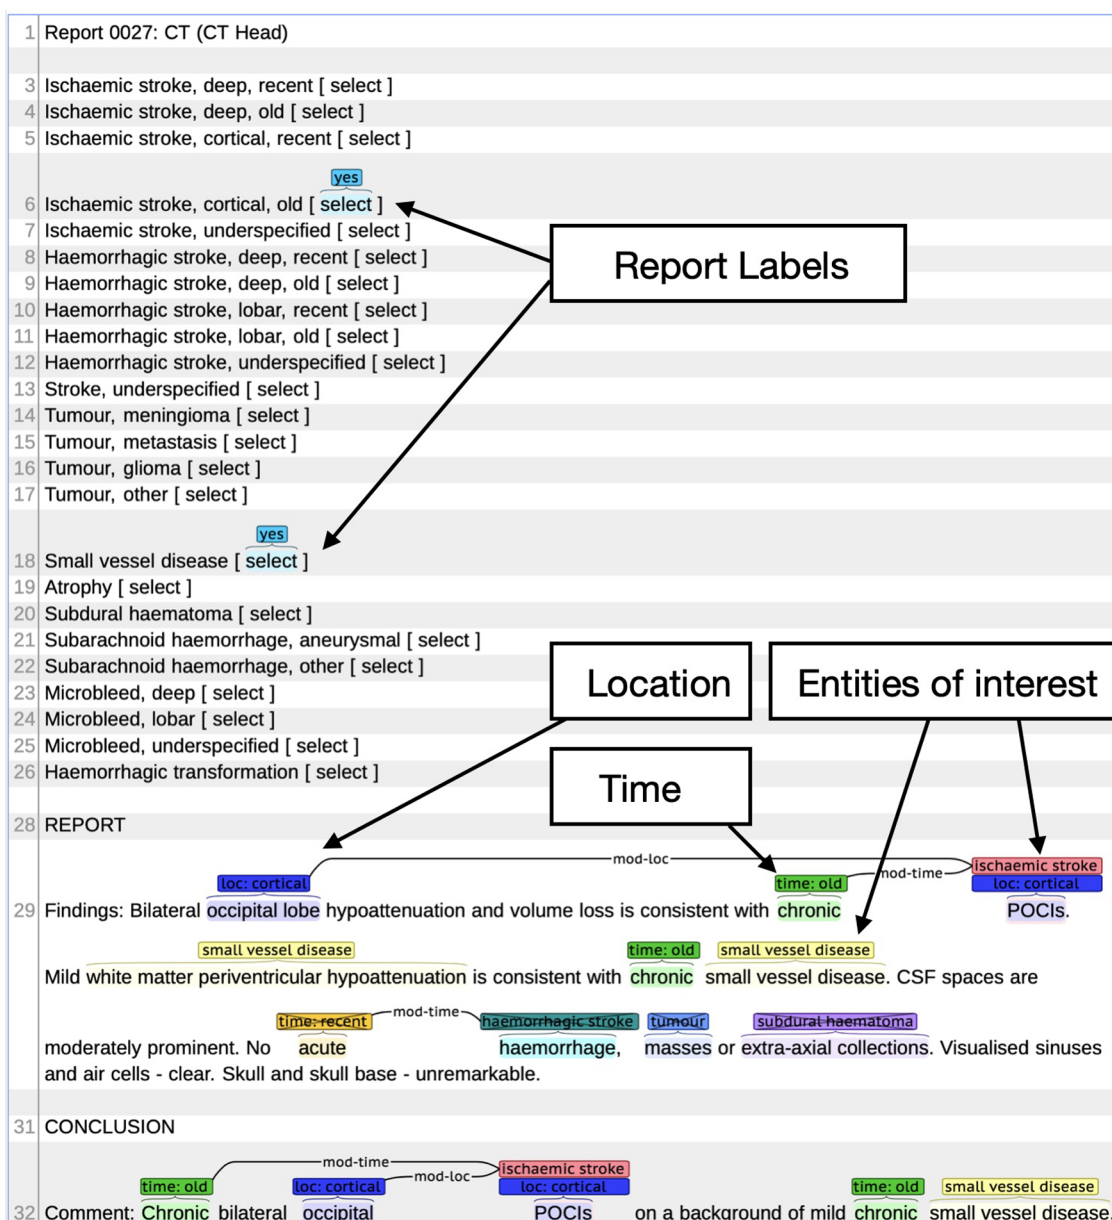 1 Report 0027: CT (CT Head)
3 Ischaemic stroke, deep, recent [ select ]
4 Ischaemic stroke, deep, old [ select ]
5 Ischaemic stroke, cortical, recent [ select ]
yes
6 Ischaemic stroke, cortical, old [ select ]
7 Ischaemic stroke, underspecified [ select ]
Report Labels
8 Haemorrhagic stroke, deep, recent [ select ]
9 Haemorrhagic stroke, deep, old [ select ]
10 Haemorrhagic stroke, lobar, recent [ select ]
11 Haemorrhagic stroke, lobar, old [ select ]
12 Haemorrhagic stroke, underspecified [ select ]
13 Stroke, underspecified [ select ]
14 Tumour, meningioma [ select ]
15 Tumour, metastasis [ select ]
16 Tumour, glioma [ select ]
17 Tumour, other [ select ]
yes
18 Small vessel disease [ select ]
19 Atrophy [ select ]
20 Subdural haematoma [ select ]
21 Subarachnoid haemorrhage, aneurysmal [ select ]
22 Subarachnoid haemorrhage, other [ select ]
Location Entities of interest
23 Microbleed, deep [ select ]
24 Microbleed, lobar [ select ]
25 Microbleed, underspecified [ select ]
26 Haemorrhagic transformation [ select ]
Time
28 REPORT
mod-loc ischaemic stroke
loc: cortical time: old mod-time loc: cortical
29 Findings: Bilateral occipital lobe hypoattenuation and volume loss is consistent with chronic POCIs.
small vessel disease time: old small vessel disease
Mild white matter periventricular hypoattenuation is consistent with chronic small vessel disease. CSF spaces are
time: recent mod-time haemorrhagic stroke tumour subdural haematoma
moderately prominent. No acute haemorrhage, masses or extra-axial collections. Visualised sinuses
and air cells - clear. Skull and skull base - unremarkable.
31 CONCLUSION
mod-time ischaemic stroke
time: old loc: cortical mod-loc loc: cortical time: old small vessel disease
32 Comment: Chronic bilateral occipital POCIs on a background of mild chronic small vessel disease.